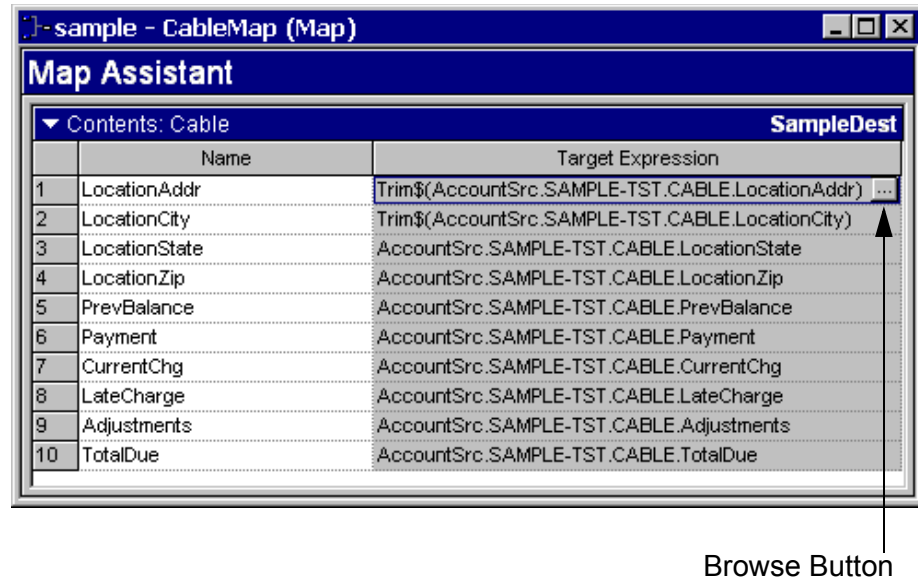 sample - CableMap (Map)
Map Assistant
Contents: Cable SampleDest
Name Target Expression
1 LocationAddr Trim$(AccountSrc.SAMPLE-TST.CABLE.LocationAddr) ...
2 LocationCity Trim$(AccountSrc.SAMPLE-TST.CABLE.LocationCity)
3 LocationState AccountSrc.SAMPLE-TST.CABLE.LocationState
4 LocationZip AccountSrc.SAMPLE-TST.CABLE.LocationZip
5 PrevBalance AccountSrc.SAMPLE-TST.CABLE.PrevBalance
6 Payment AccountSrc.SAMPLE-TST.CABLE.Payment
7 CurrentChg AccountSrc.SAMPLE-TST.CABLE.CurrentChg
8 LateCharge AccountSrc.SAMPLE-TST.CABLE.LateCharge
9 Adjustments AccountSrc.SAMPLE-TST.CABLE.Adjustments
10 TotalDue AccountSrc.SAMPLE-TST.CABLE.TotalDue
Browse Button